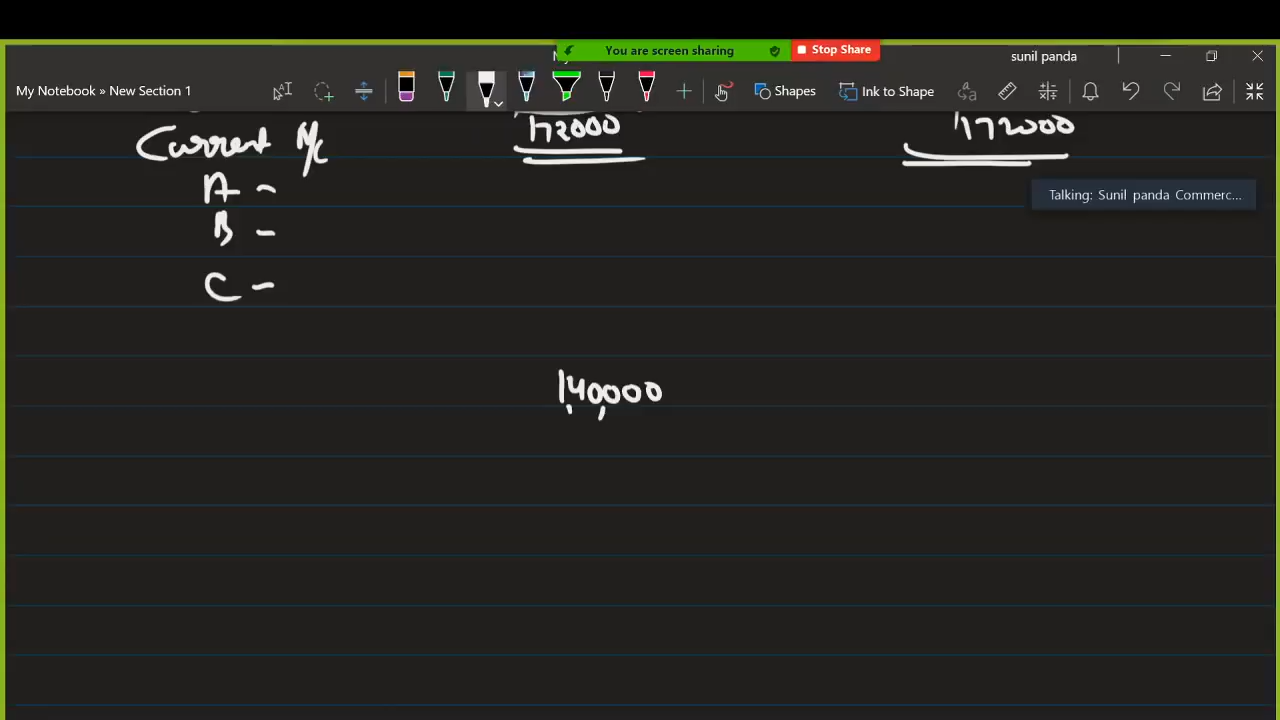 You are screen sharing
Stop Share
sunil panda
My Notebook » New Section 1
Shapes
Ink to Shape
Current A/c 172000 172000
Talking: Sunil panda Commerc...
A -
B -
C -
140000